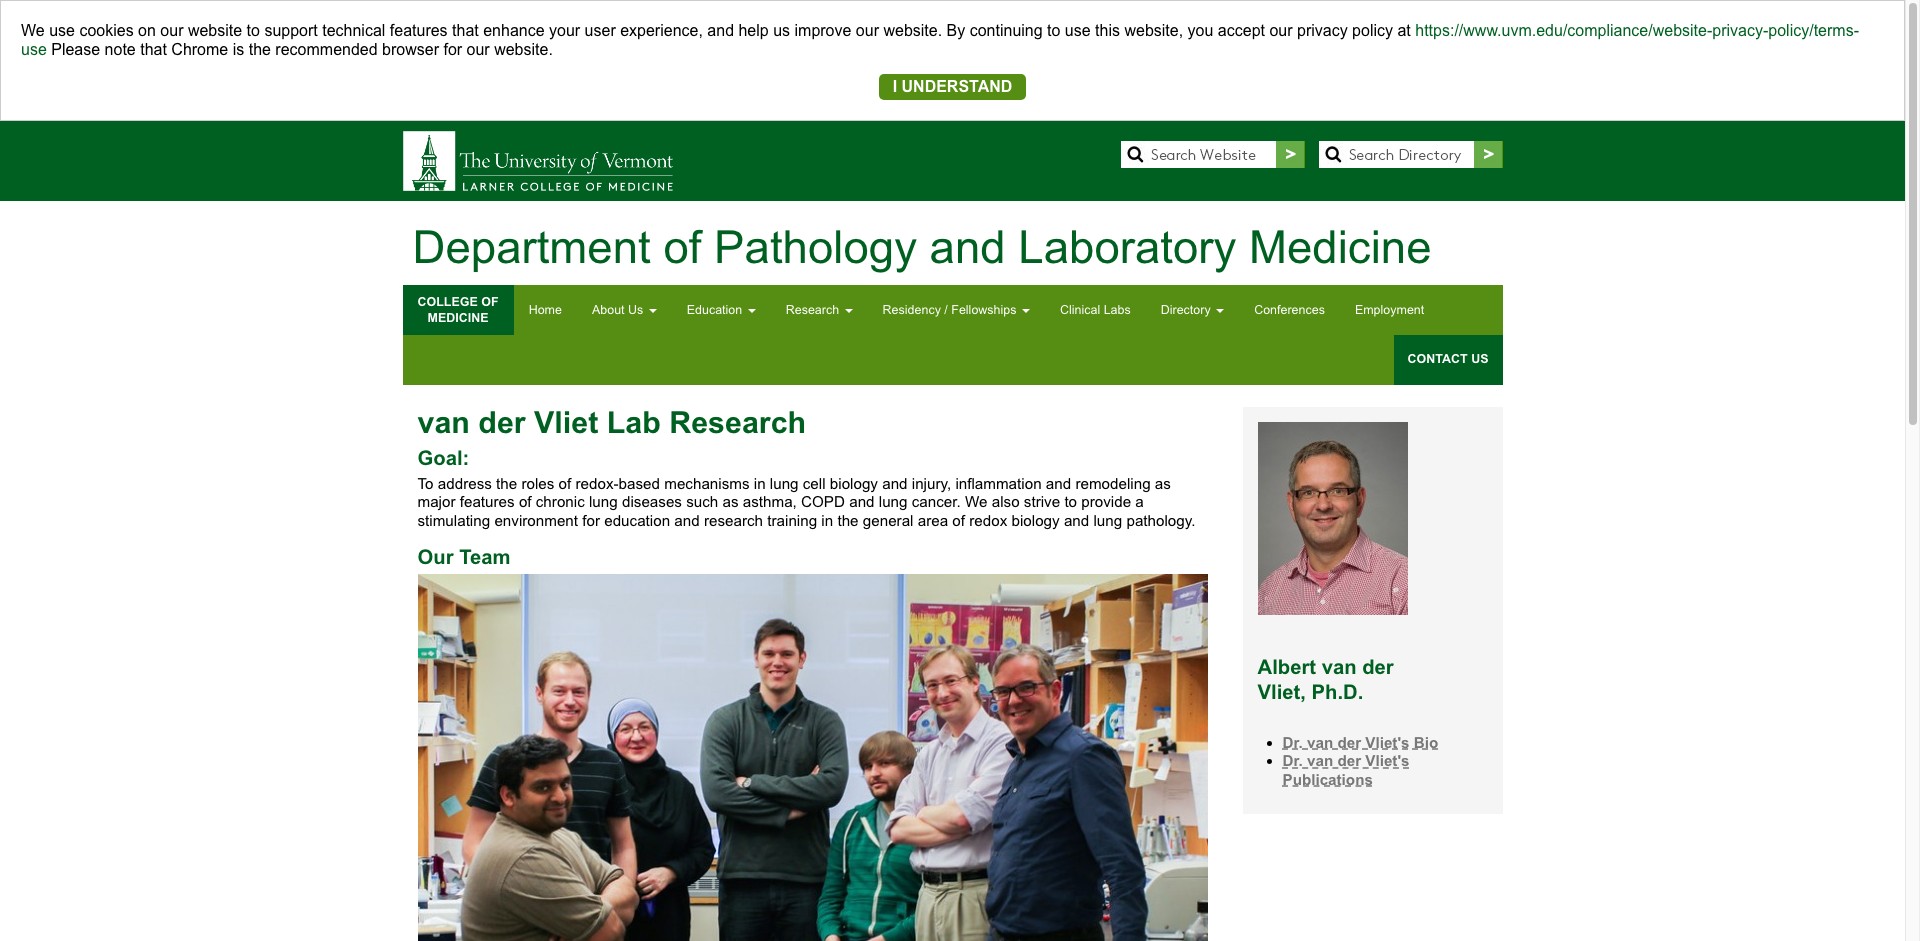 We use cookies on our website to support technical features that enhance your user experience, and help us improve our website. By continuing to use this website, you accept our privacy policy at https://www.uvm.edu/compliance/website-privacy-policy/terms-
use Please note that Chrome is the recommended browser for our website.
I UNDERSTAND
The University of Vermont
LARNER COLLEGE OF MEDICINE
Search Website >
Search Directory >
Department of Pathology and Laboratory Medicine
COLLEGE OF
MEDICINE
Home About Us Education Research Residency / Fellowships Clinical Labs Directory Conferences Employment
CONTACT US
van der Vliet Lab Research
Goal:
To address the roles of redox-based mechanisms in lung cell biology and injury, inflammation and remodeling as
major features of chronic lung diseases such as asthma, COPD and lung cancer. We also strive to provide a
stimulating environment for education and research training in the general area of redox biology and lung pathology.
Our Team
Albert van der
Vliet, Ph.D.
Dr. van der Vliet's Bio
Dr. van der Vliet's
Publications